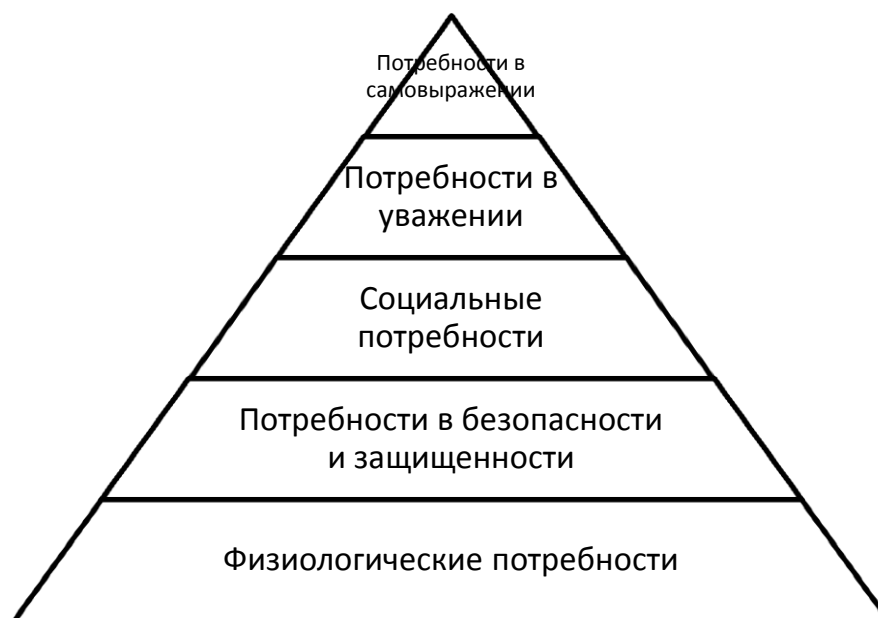 Потребности в
самовыражении
Потребности в
уважении
Социальные
потребности
Потребности в безопасности
и защищенности
Физиологические потребности